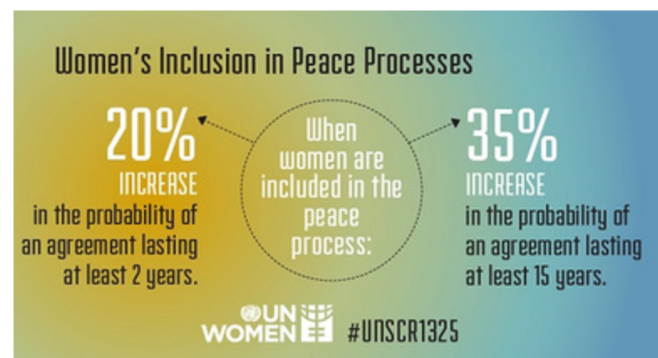 Women's Inclusion in Peace Processes
20%
INCREASE
in the probability of
an agreement lasting
at least 2 years.
When
women are
included in the
peace
process:
35%
INCREASE
in the probability of
an agreement lasting
at least 15 years.
UN
WOMEN
#UNSCR1325